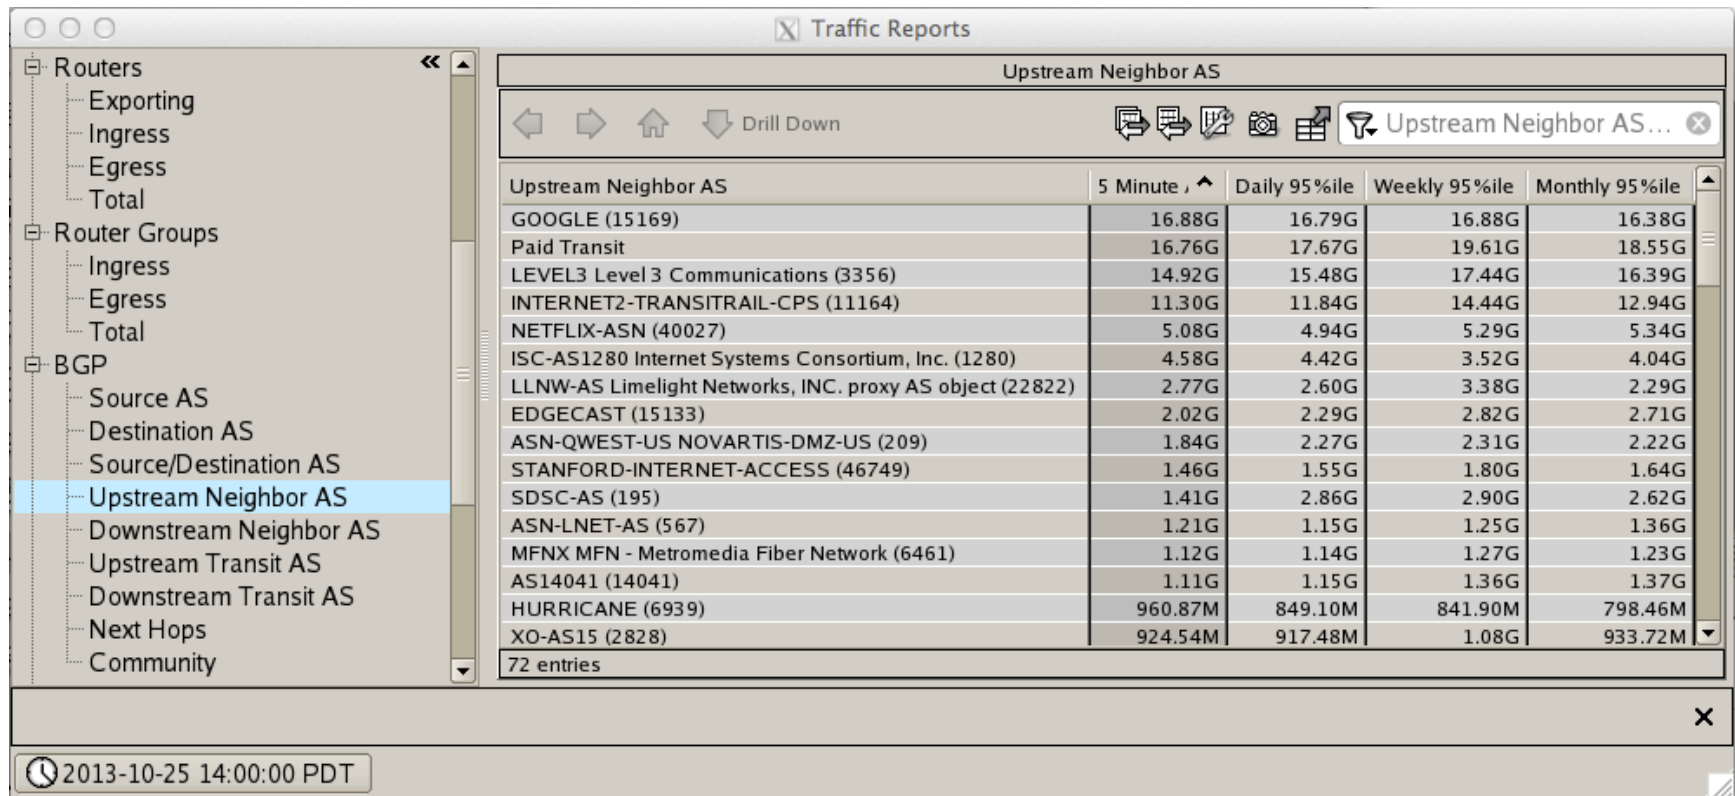 Traffic Reports
Routers
Exporting
Ingress
Egress
Total
Router Groups
Ingress
Egress
Total
BGP
Source AS
Destination AS
Source/Destination AS
Upstream Neighbor AS
Downstream Neighbor AS
Upstream Transit AS
Downstream Transit AS
Next Hops
Community
Upstream Neighbor AS
Drill Down
Upstream Neighbor AS...
Upstream Neighbor AS 5 Minute Daily 95%ile Weekly 95%ile Monthly 95%ile
GOOGLE (15169) 16.88G 16.79G 16.88G 16.38G
Paid Transit 16.76G 17.67G 19.61G 18.55G
LEVEL3 Level 3 Communications (3356) 14.92G 15.48G 17.44G 16.39G
INTERNET2-TRANSITRAIL-CPS (11164) 11.30G 11.84G 14.44G 12.94G
NETFLIX-ASN (40027) 5.08G 4.94G 5.29G 5.34G
ISC-AS1280 Internet Systems Consortium, Inc. (1280) 4.58G 4.42G 3.52G 4.04G
LLNW-AS Limelight Networks, INC. proxy AS object (22822) 2.77G 2.60G 3.38G 2.29G
EDGECAST (15133) 2.02G 2.29G 2.82G 2.71G
ASN-QWEST-US NOVARTIS-DMZ-US (209) 1.84G 2.27G 2.31G 2.22G
STANFORD-INTERNET-ACCESS (46749) 1.46G 1.55G 1.80G 1.64G
SDSC-AS (195) 1.41G 2.86G 2.90G 2.62G
ASN-LNET-AS (567) 1.21G 1.15G 1.25G 1.36G
MFNX MFN - Metromedia Fiber Network (6461) 1.12G 1.14G 1.27G 1.23G
AS14041 (14041) 1.11G 1.15G 1.36G 1.37G
HURRICANE (6939) 960.87M 849.10M 841.90M 798.46M
XO-AS15 (2828) 924.54M 917.48M 1.08G 933.72M
72 entries
2013-10-25 14:00:00 PDT